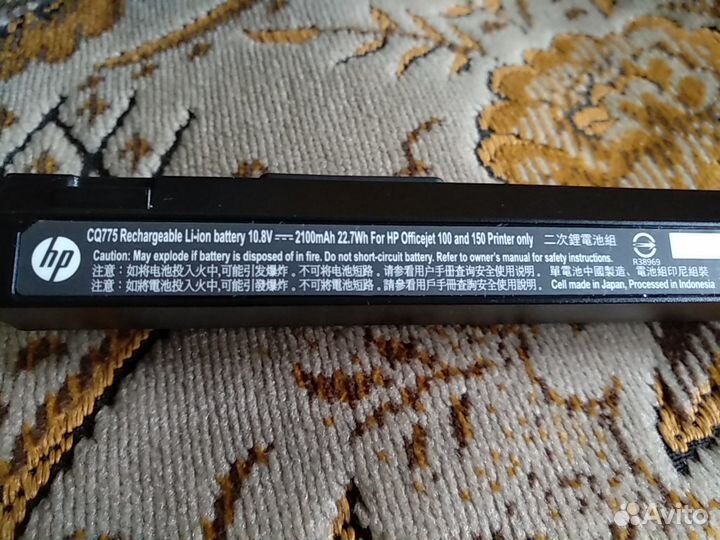 hp
CQ775 Rechargeable Li-ion battery 10.8V 2100mAh 22.7Wh For HP Officejet 100 and 150 Printer only 二次鋰電池組
Caution: May explode if battery is disposed of in fire. Do not short-circuit battery. Refer to owner's manual for safety instructions.
注意：如将电池投入火中，可能引发爆炸。不可将电池短路。请参看用户手册查询安全使用说明。 單電池中國製造、電池組印尼組裝
注意：如將電池投入火中，可能引發爆炸。不可將電池短路。請參看用戶手冊查詢安全使用說明。 Cell made in Japan, Processed in Indonesia
R38969
Avito